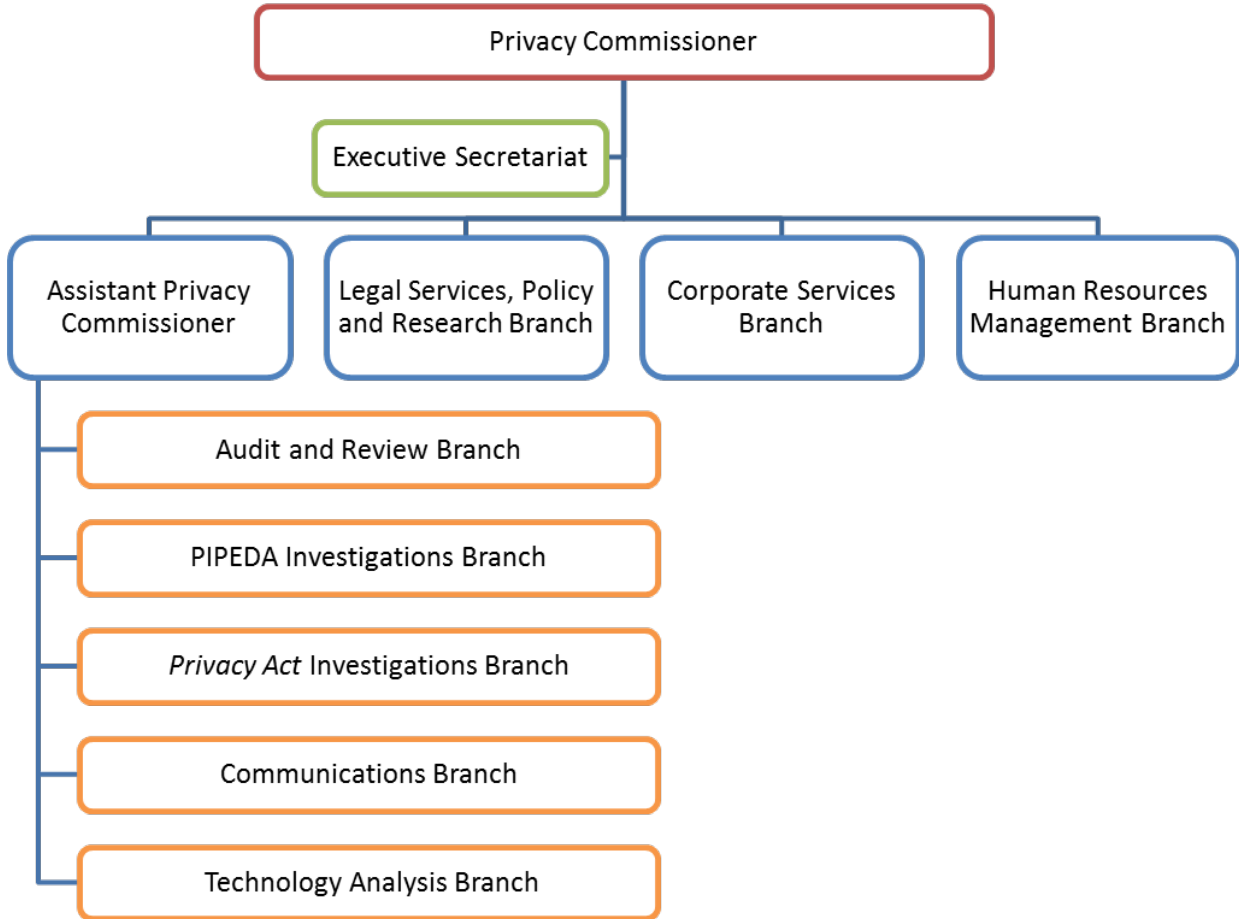 Privacy Commissioner
Executive Secretariat
Assistant Privacy
Commissioner
Legal Services, Policy
and Research Branch
Corporate Services
Branch
Human Resources
Management Branch
Audit and Review Branch
PIPEDA Investigations Branch
Privacy Act Investigations Branch
Communications Branch
Technology Analysis Branch